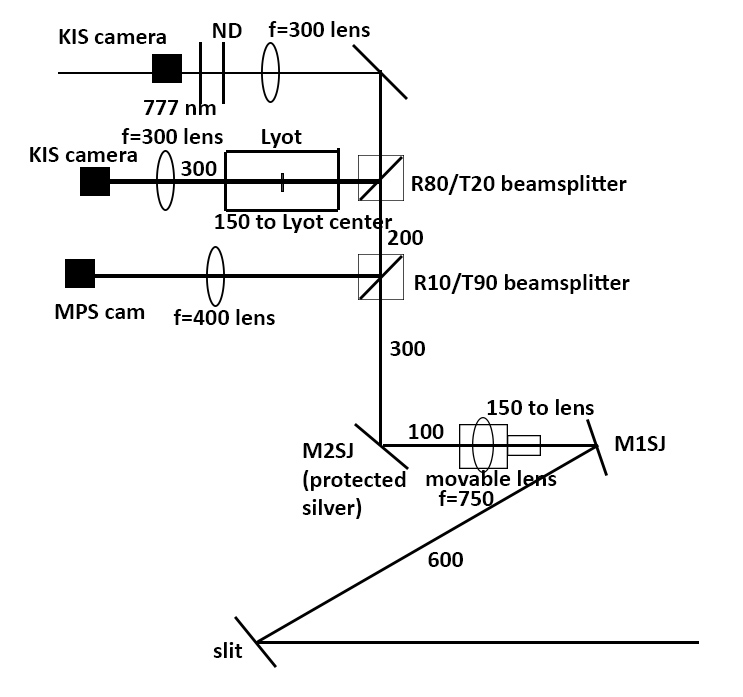 ND
f=300 lens
KIS camera
777 nm
f=300 lens
Lyot
KIS camera
300
R80/T20 beamsplitter
150 to Lyot center
200
R10/T90 beamsplitter
MPS cam
f=400 lens
300
150 to lens
100
M1SJ
M2SJ
(protected
silver)
movable lens
f=750
600
slit